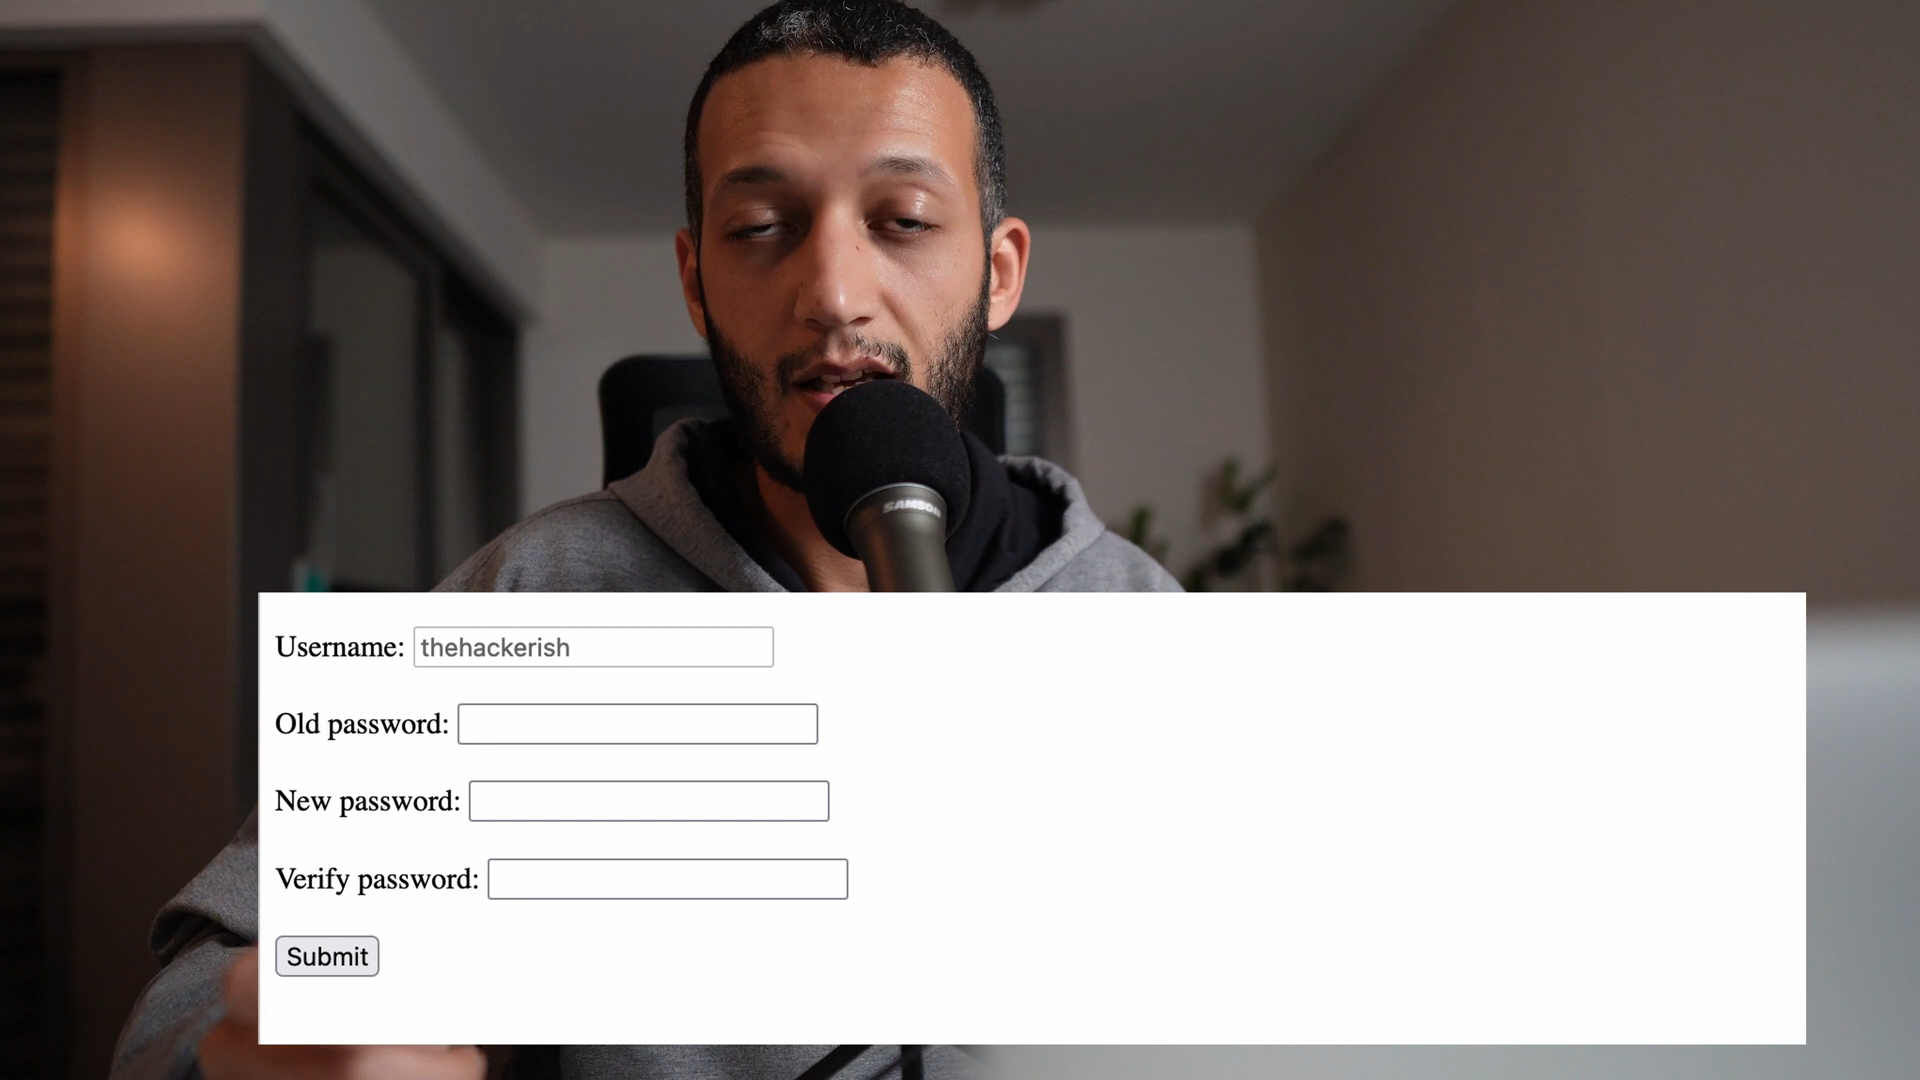 SAMSON
Username: thehackerish
Old password:
New password:
Verify password:
Submit